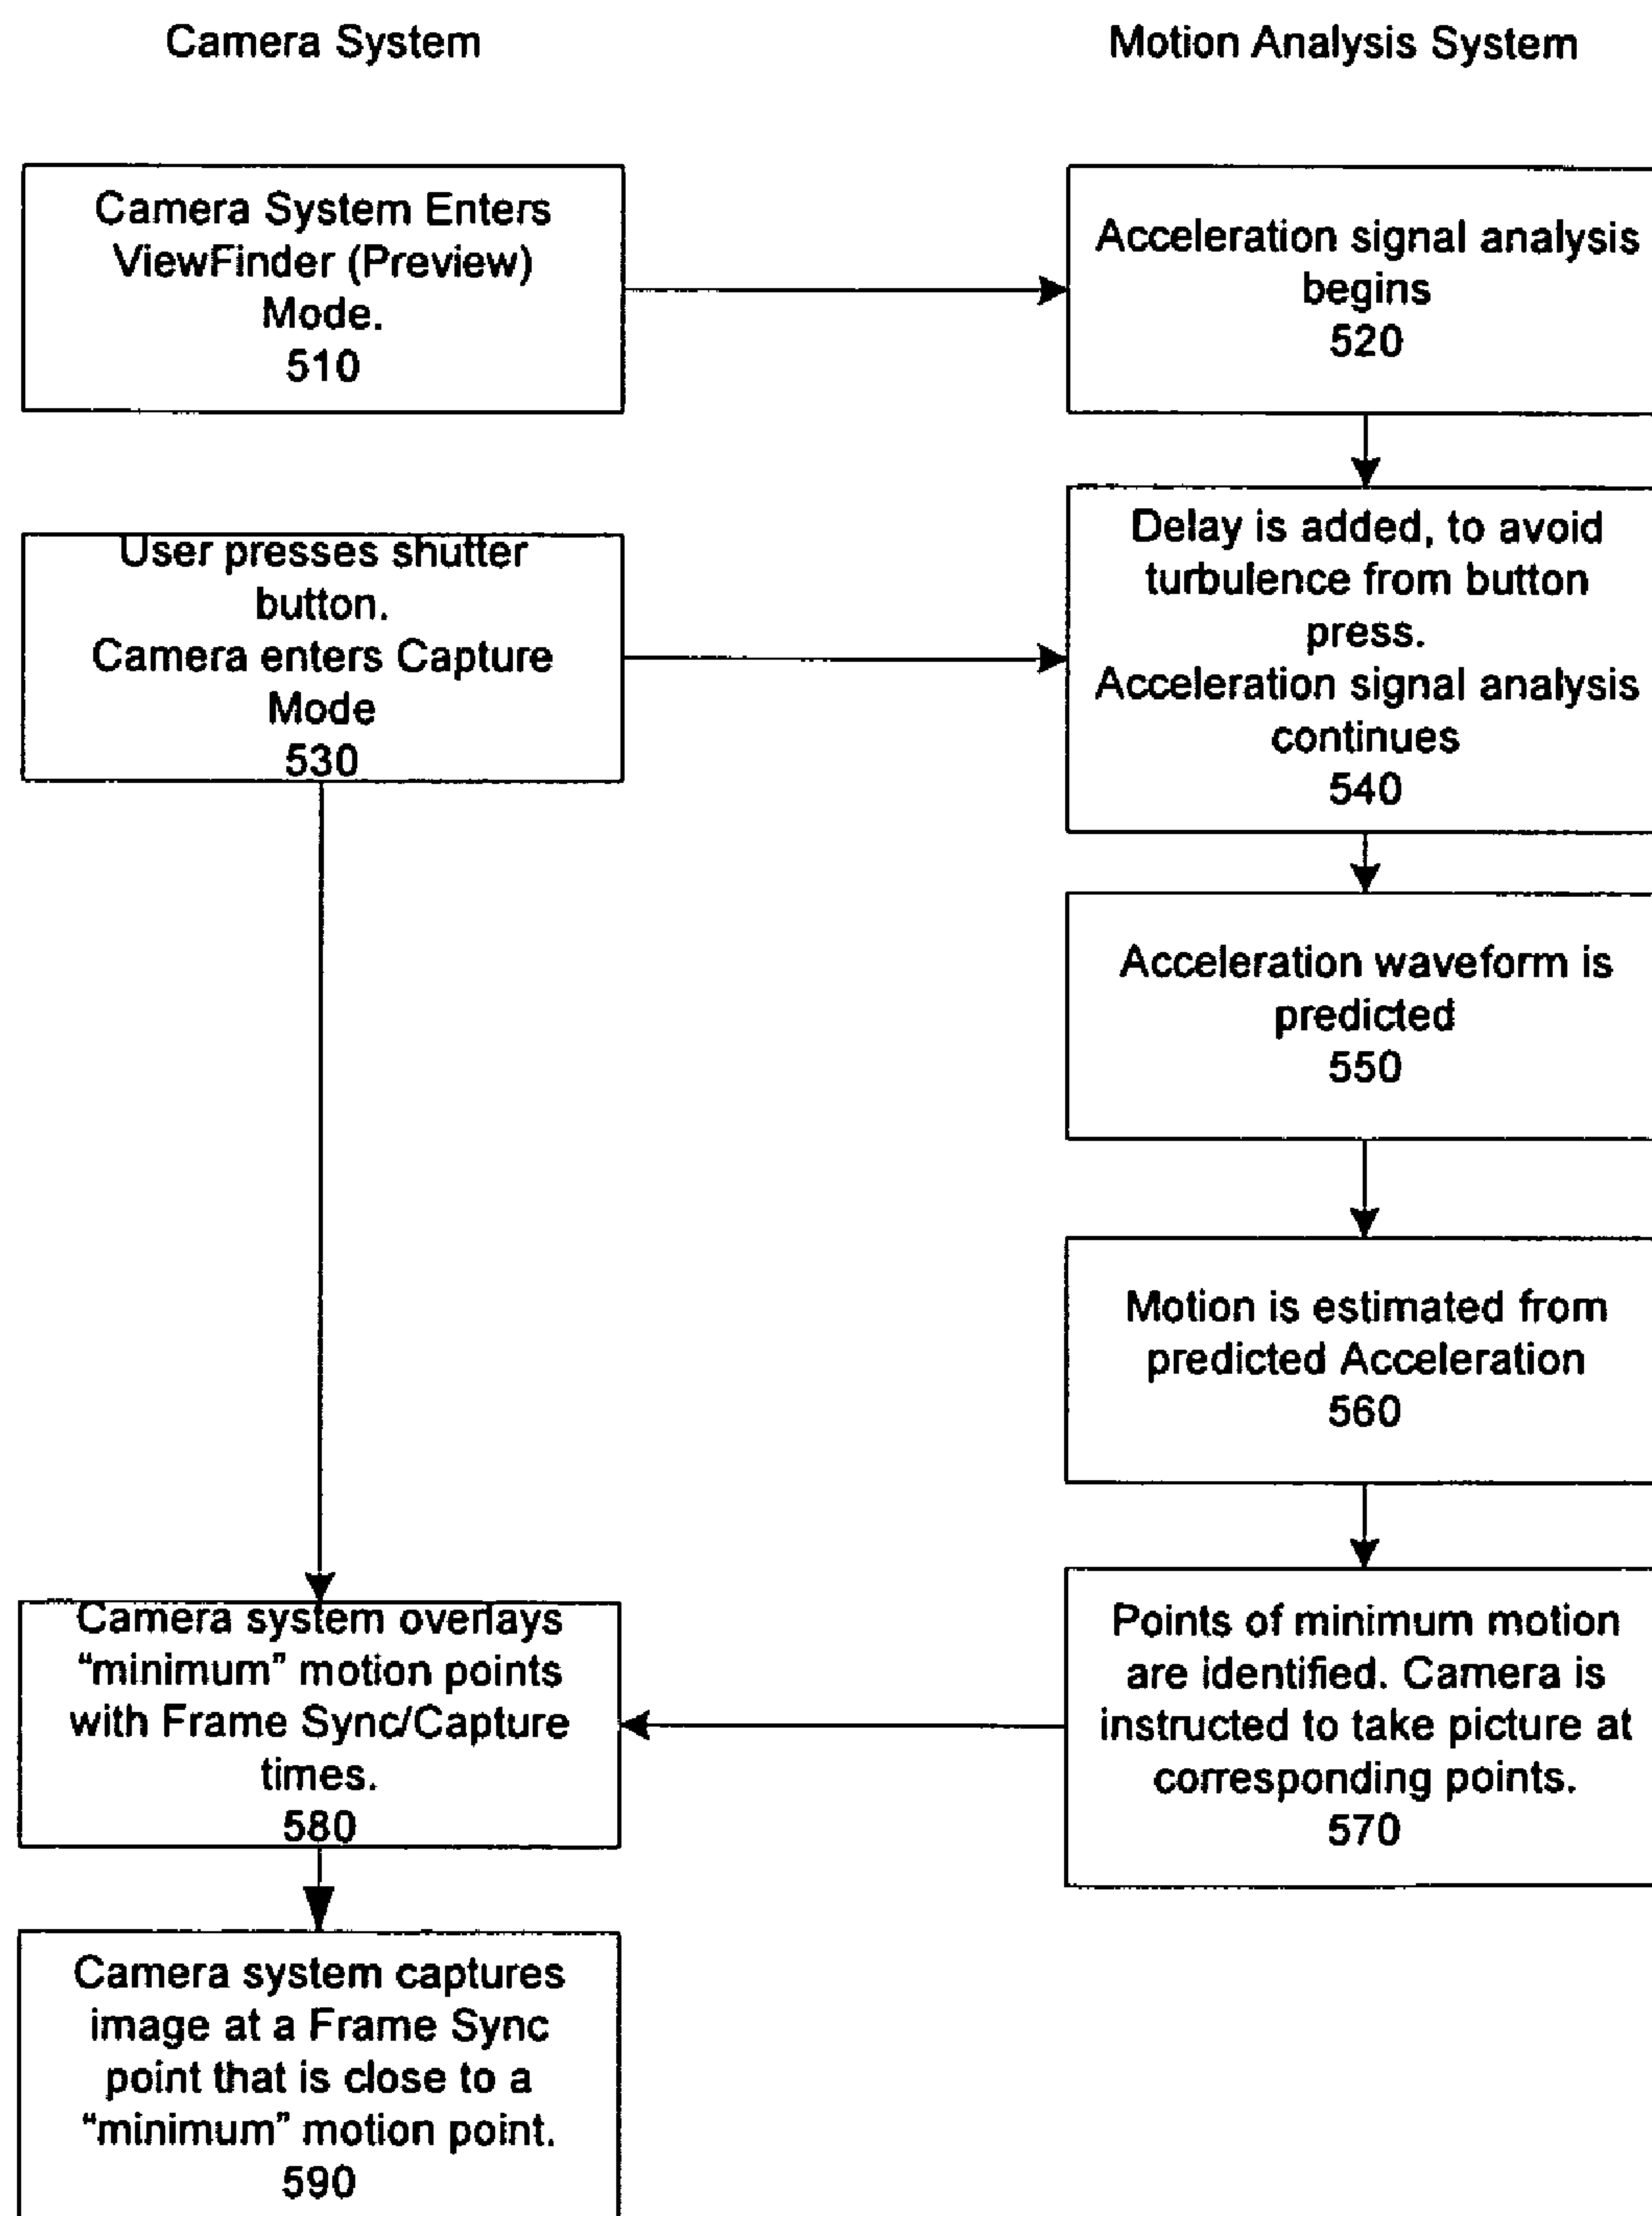 Camera System
Motion Analysis System
Camera System Enters
ViewFinder (Preview)
Mode.
510
Acceleration signal analysis
begins
520
User presses shutter
button.
Camera enters Capture
Mode
530
Delay is added, to avoid
turbulence from button
press.
Acceleration signal analysis
continues
540
Acceleration waveform is
predicted
550
Motion is estimated from
predicted Acceleration
560
Points of minimum motion
are identified. Camera is
instructed to take picture at
corresponding points.
570
Camera system overlays
“minimum” motion points
with Frame Sync/Capture
times.
580
Camera system captures
image at a Frame Sync
point that is close to a
“minimum” motion point.
590